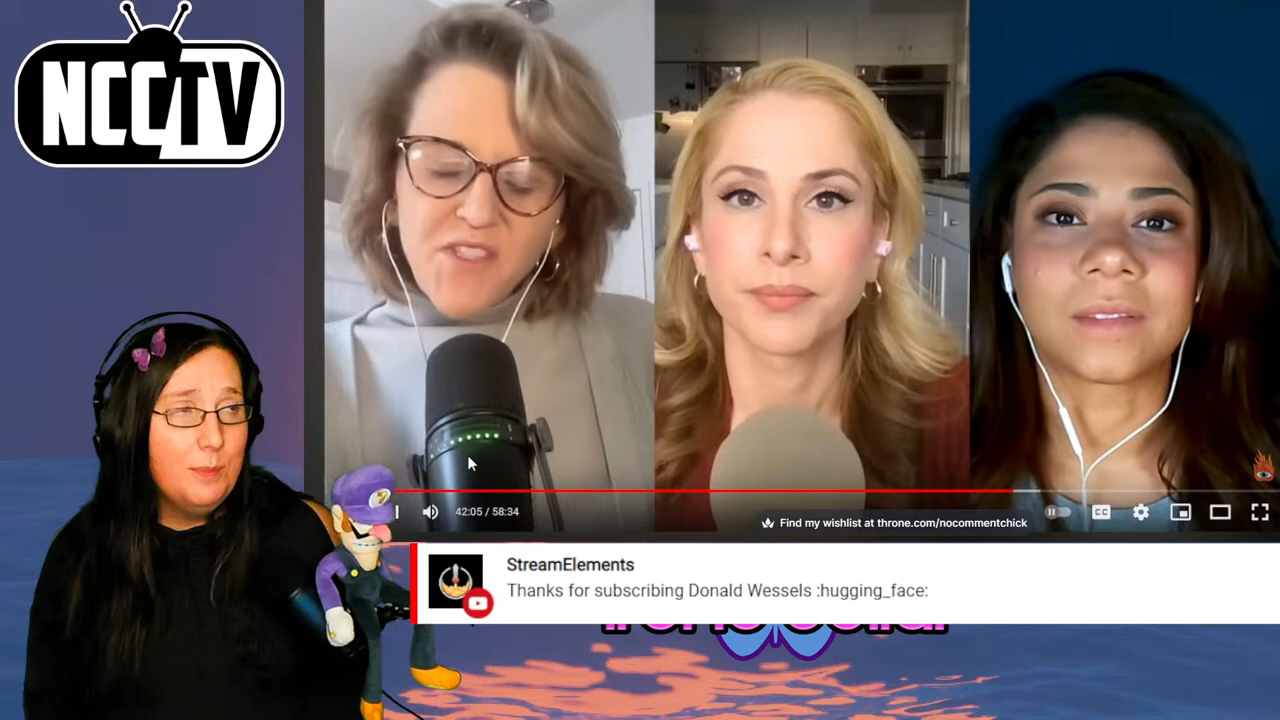 NCCTV
42:05 / 58:34
CC
Find my wishlist at throne.com/nocommentchick
StreamElements
Thanks for subscribing Donald Wessels :hugging_face: